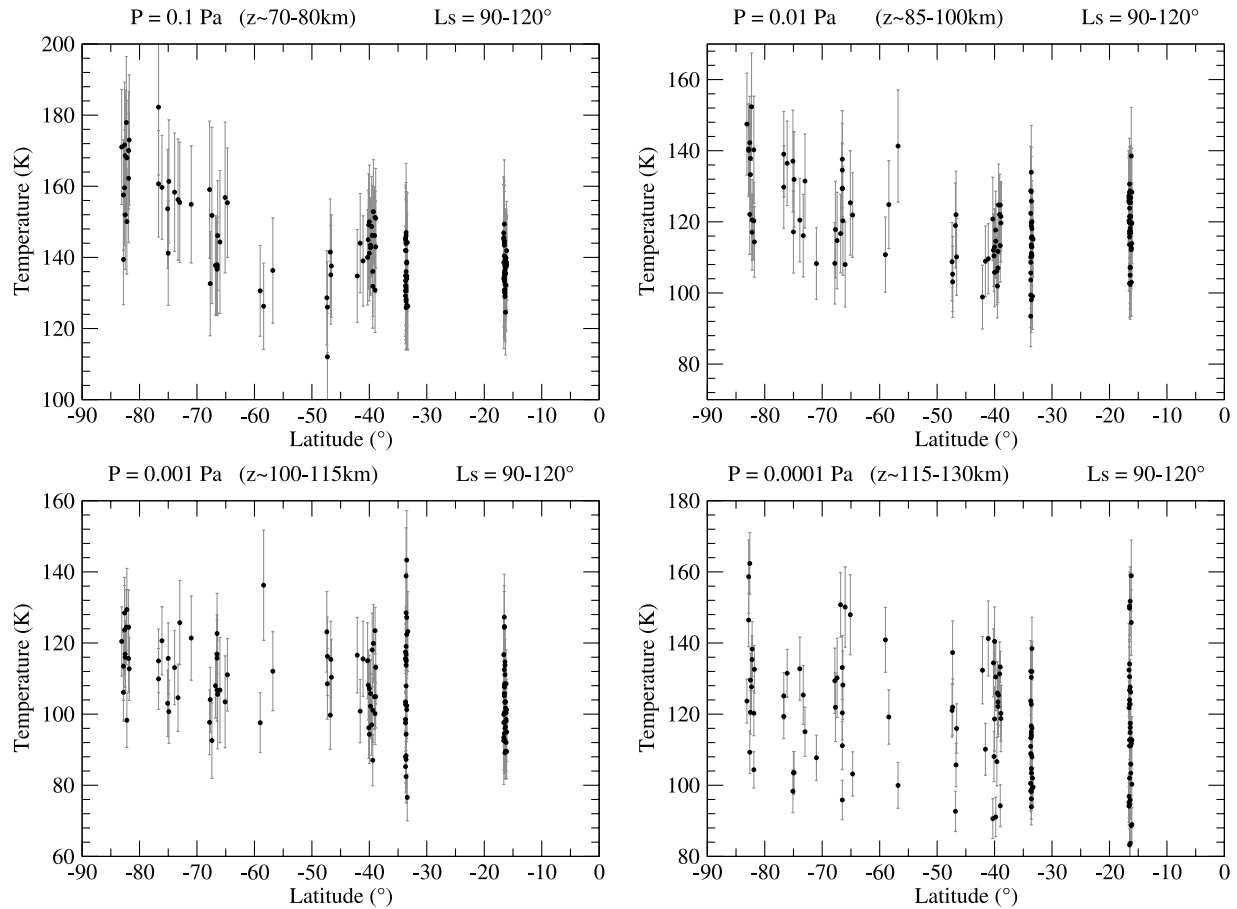 P = 0.1 Pa (z~70-80km) Ls = 90-120°
200
180
160
140
120
100
Temperature (K)
-90 -80 -70 -60 -50 -40 -30 -20 -10 0
Latitude (°)
P = 0.01 Pa (z~85-100km) Ls = 90-120°
160
140
120
100
80
Temperature (K)
-90 -80 -70 -60 -50 -40 -30 -20 -10 0
Latitude (°)
P = 0.001 Pa (z~100-115km) Ls = 90-120°
160
140
120
100
80
60
Temperature (K)
-90 -80 -70 -60 -50 -40 -30 -20 -10 0
Latitude (°)
P = 0.0001 Pa (z~115-130km) Ls = 90-120°
180
160
140
120
100
80
Temperature (K)
-90 -80 -70 -60 -50 -40 -30 -20 -10 0
Latitude (°)